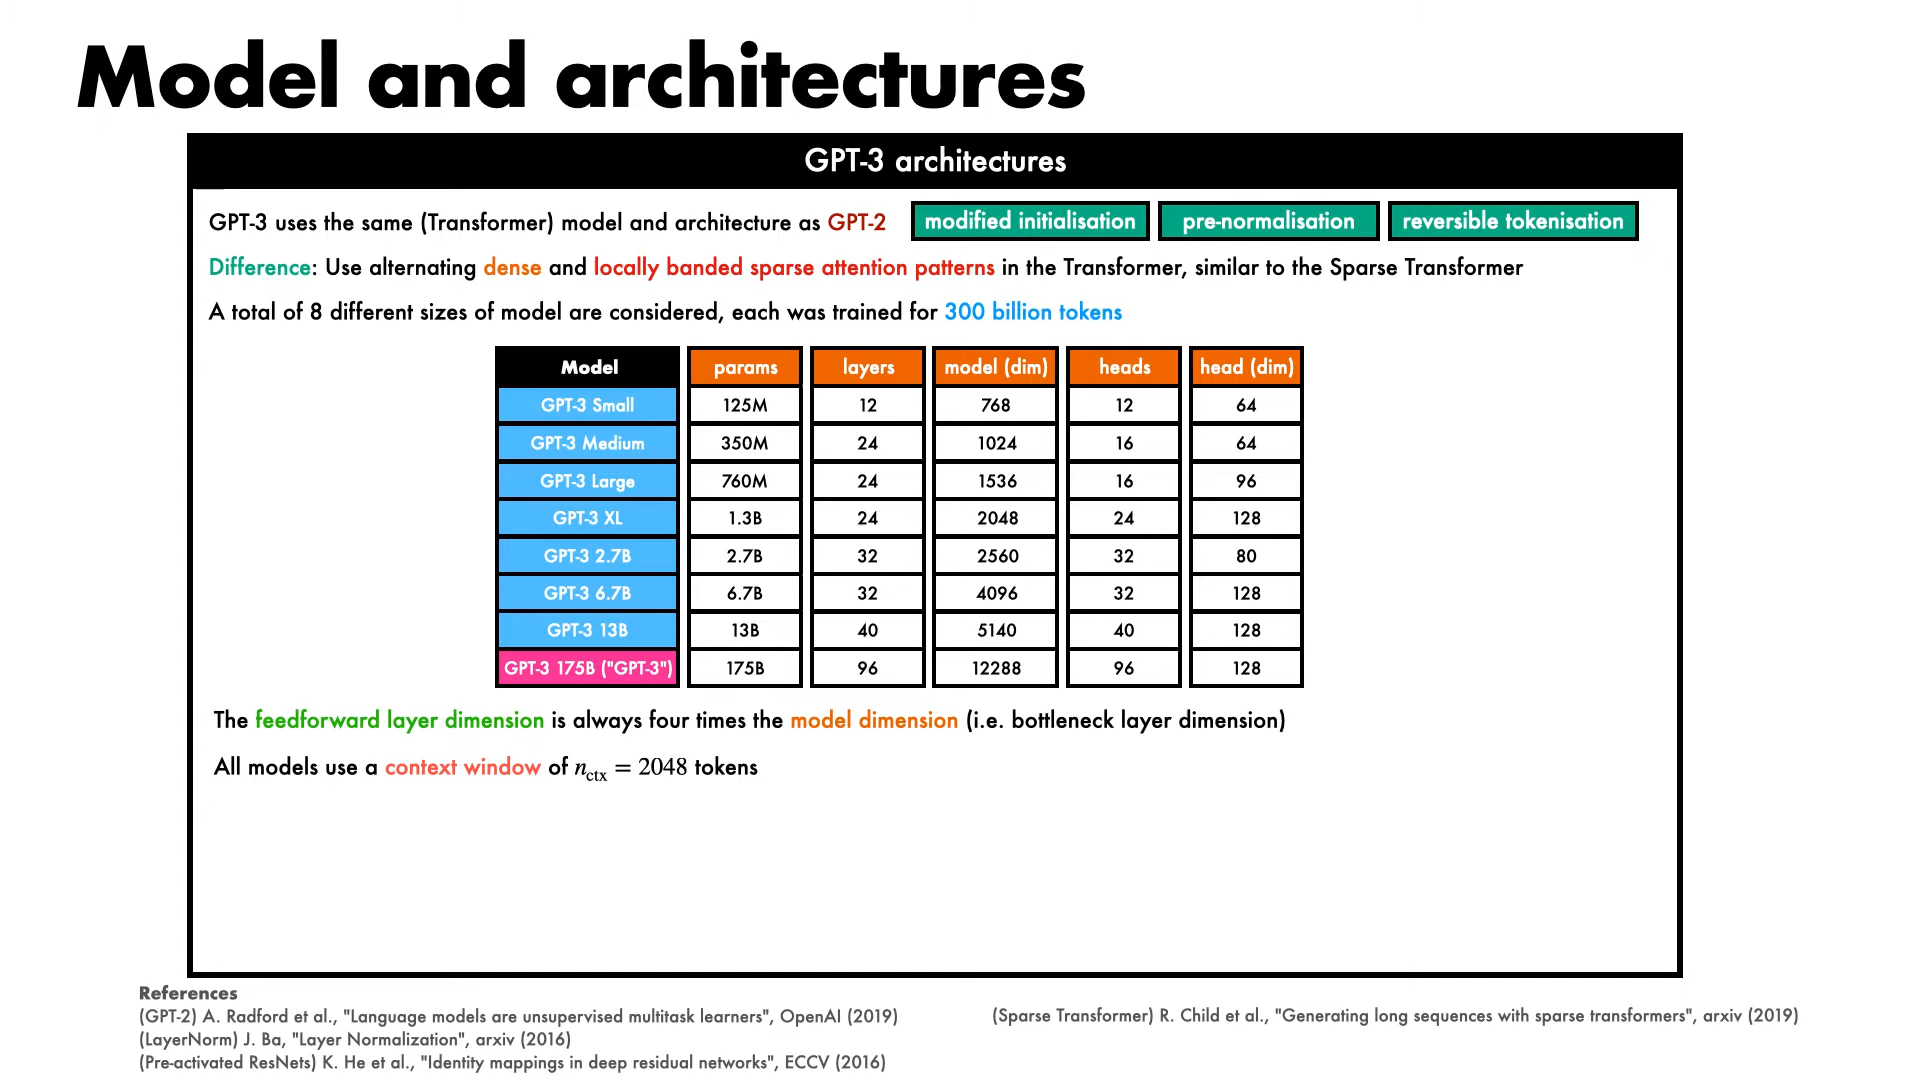 Model and architectures
GPT-3 architectures
GPT-3 uses the same (Transformer) model and architecture as GPT-2 modified initialisation pre-normalisation reversible tokenisation
Difference: Use alternating dense and locally banded sparse attention patterns in the Transformer, similar to the Sparse Transformer
A total of 8 different sizes of model are considered, each was trained for 300 billion tokens
Model params layers model (dim) heads head (dim)
GPT-3 Small 125M 12 768 12 64
GPT-3 Medium 350M 24 1024 16 64
GPT-3 Large 760M 24 1536 16 96
GPT-3 XL 1.3B 24 2048 24 128
GPT-3 2.7B 2.7B 32 2560 32 80
GPT-3 6.7B 6.7B 32 4096 32 128
GPT-3 13B 13B 40 5140 40 128
GPT-3 175B ("GPT-3") 175B 96 12288 96 128
The feedforward layer dimension is always four times the model dimension (i.e. bottleneck layer dimension)
All models use a context window of n_ctx = 2048 tokens
References
(GPT-2) A. Radford et al., "Language models are unsupervised multitask learners", OpenAI (2019)
(LayerNorm) J. Ba, "Layer Normalization", arxiv (2016)
(Pre-activated ResNets) K. He et al., "Identity mappings in deep residual networks", ECCV (2016)
(Sparse Transformer) R. Child et al., "Generating long sequences with sparse transformers", arxiv (2019)